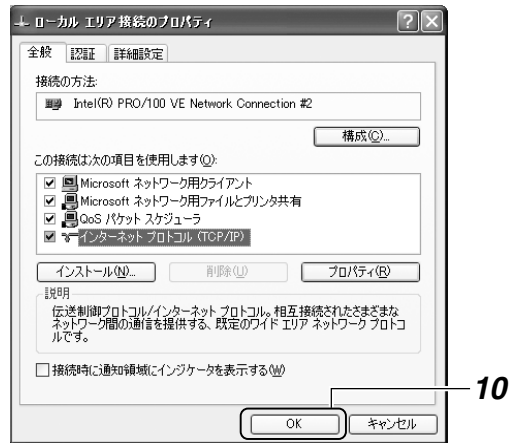 ローカル エリア接続のプロパティ
全般 認証 詳細設定
接続の方法:
Intel(R) PRO/100 VE Network Connection #2
構成(C)...
この接続は次の項目を使用します(O):
Microsoft ネットワーク用クライアント
Microsoft ネットワーク用ファイルとプリンタ共有
QoS パケット スケジューラ
インターネット プロトコル (TCP/IP)
インストール(N)... 削除(U) プロパティ(R)
説明
伝送制御プロトコル/インターネット プロトコル。相互接続されたさまざまな
ネットワーク間の通信を提供する、既定のワイド エリア ネットワーク プロトコ
ルです。
接続時に通知領域にインジケータを表示する(W)
10
OK キャンセル